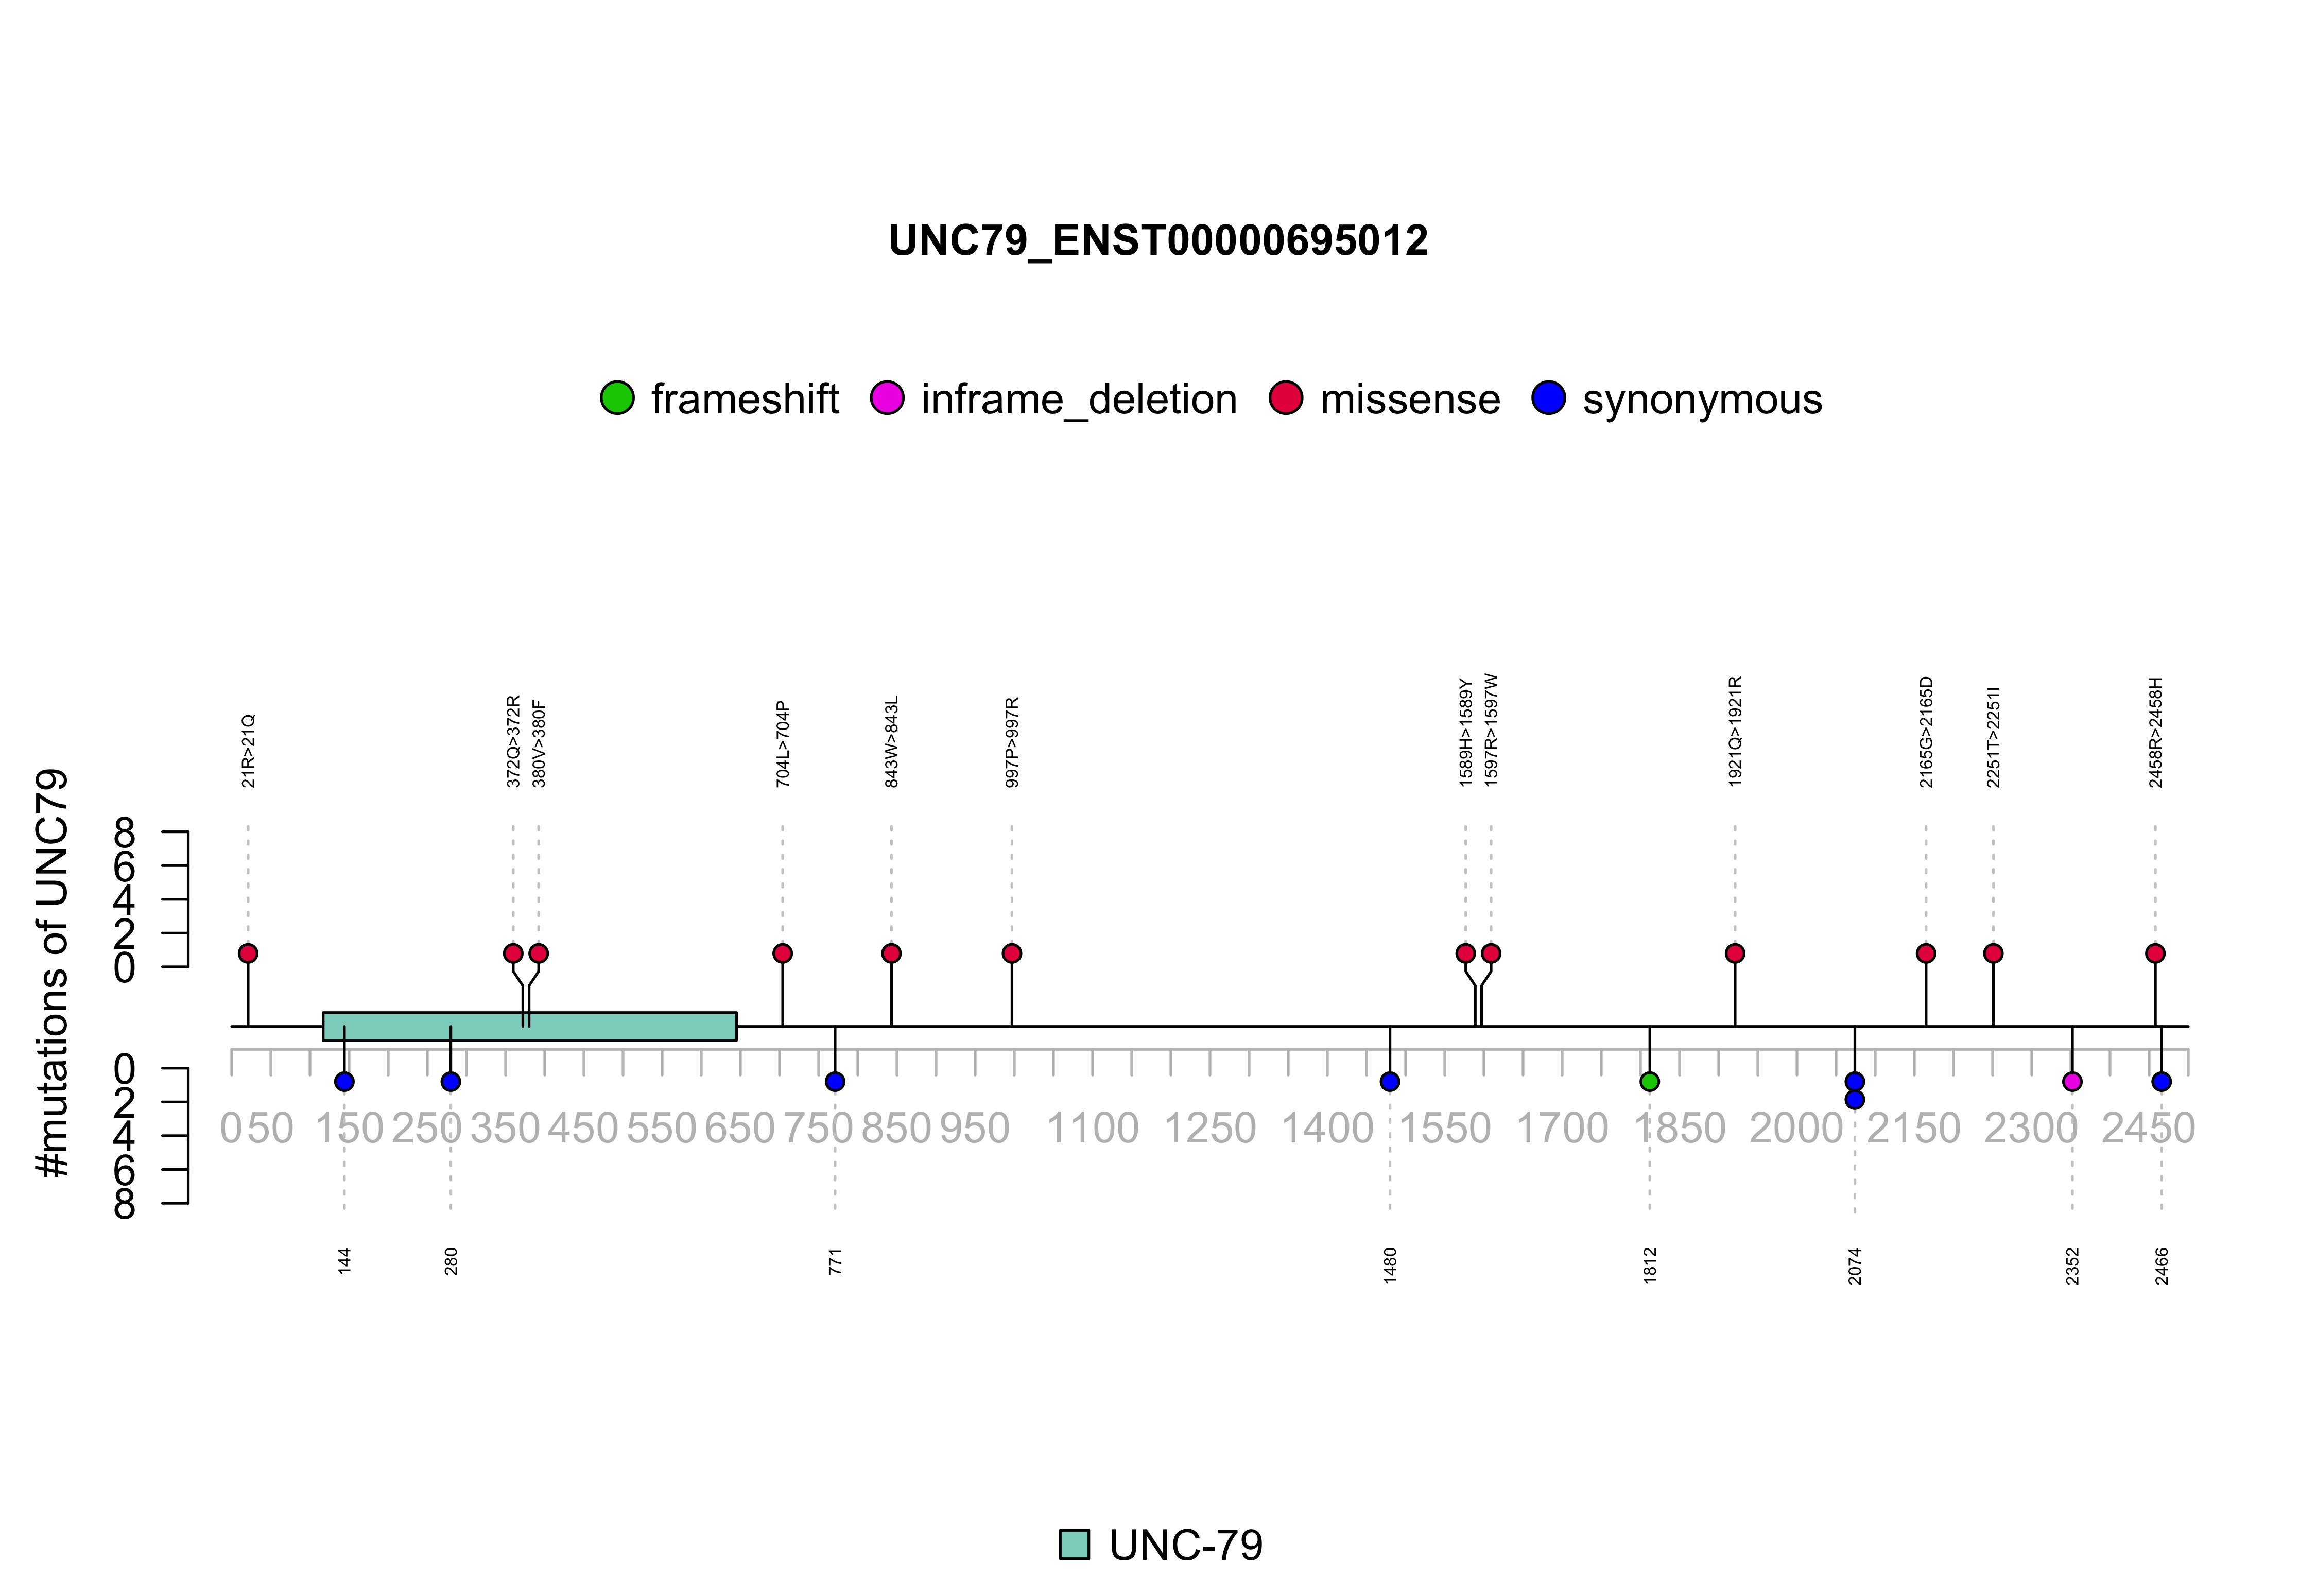 UNC79_ENST00000695012
frameshift inframe_deletion missense synonymous
21R>21Q 372Q>372R 380V>380F 704L>704P 843W>843L 997P>997R 1589H>1589Y 1597R>1597W 1921Q>1921R 2165G>2165D 2251T>2251I 2458R>2458H
#mutations of UNC79
8
6
4
2
0
0
2
4
6
8
0 50 150 250 350 450 550 650 750 850 950 1100 1250 1400 1550 1700 1850 2000 2150 2300 2450
144 280 771 1480 1812 2074 2352 2466
UNC-79